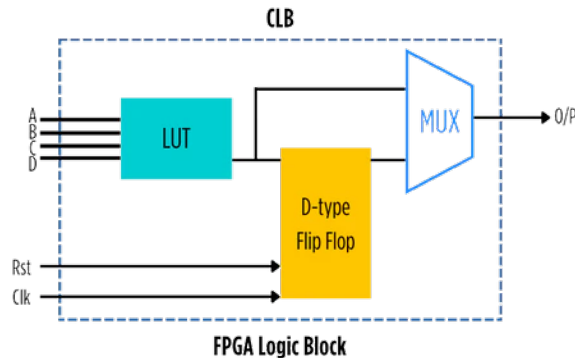 CLB
A
B
C
D
LUT
MUX
O/P
D-type
Flip Flop
Rst
Clk
FPGA Logic Block